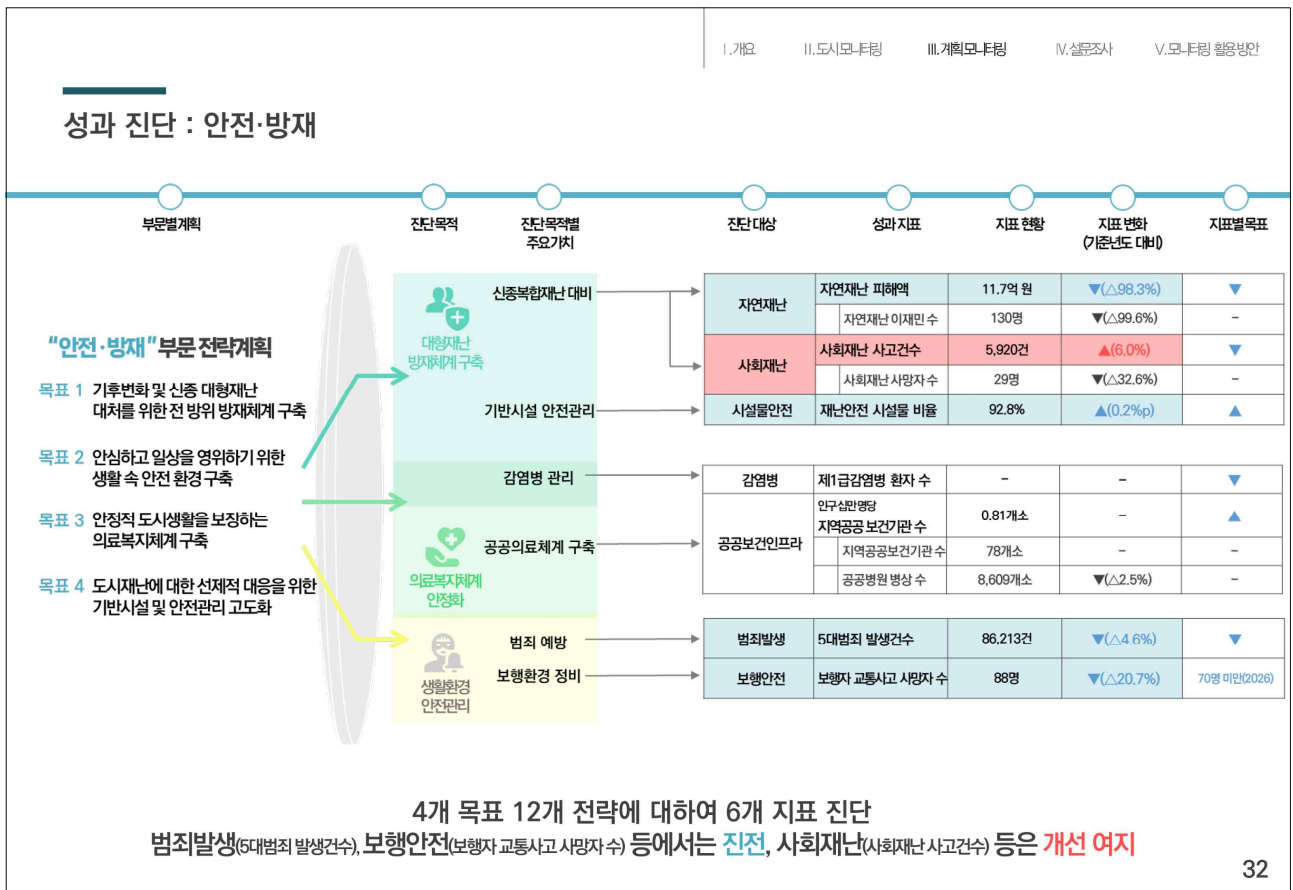 Ⅰ.개요 Ⅱ.도시모니터링 Ⅲ.계획모니터링 Ⅳ.설문조사 Ⅴ.모니터링 활용방안
성과 진단 : 안전·방재
부문별계획 진단목적 진단목적별 진단대상 성과지표 지표현황 지표변화 지표별목표
주요가치 (기준년도 대비)
"안전·방재" 부문 전략계획
목표 1 기후변화 및 신종 대형재난
대처를 위한 전 방위 방재체계 구축
목표 2 안심하고 일상을 영위하기 위한
생활 속 안전 환경 구축
목표 3 안정적 도시생활을 보장하는
의료복지체계 구축
목표 4 도시재난에 대한 선제적 대응을 위한
기반시설 및 안전관리 고도화
대형재난
방재체계 구축
신종복합재난 대비
기반시설 안전관리
감염병 관리
의료복지체계
안정화
공공의료체계 구축
생활환경
안전관리
범죄 예방
보행환경 정비
자연재난 자연재난 피해액 11.7억 원 ▼(△98.3%) ▼
자연재난 이재민 수 130명 ▼(△99.6%) -
사회재난 사회재난 사고건수 5,920건 ▲(6.0%) ▼
사회재난 사망자 수 29명 ▼(△32.6%) -
시설물안전 재난안전 시설물 비율 92.8% ▲(0.2%p) ▲
감염병 제1급감염병 환자 수 - - ▼
공공보건인프라 인구십만명당
지역공공 보건기관 수 0.81개소 - ▲
지역공공보건기관 수 78개소 - -
공공병원 병상 수 8,609개소 ▼(△2.5%) -
범죄발생 5대범죄 발생건수 86,213건 ▼(△4.6%) ▼
보행안전 보행자 교통사고 사망자 수 88명 ▼(△20.7%) 70명 미만(2026)
4개 목표 12개 전략에 대하여 6개 지표 진단
범죄발생(5대범죄 발생건수), 보행안전(보행자 교통사고 사망자 수) 등에서는 진전, 사회재난(사회재난 사고건수) 등은 개선 여지
32